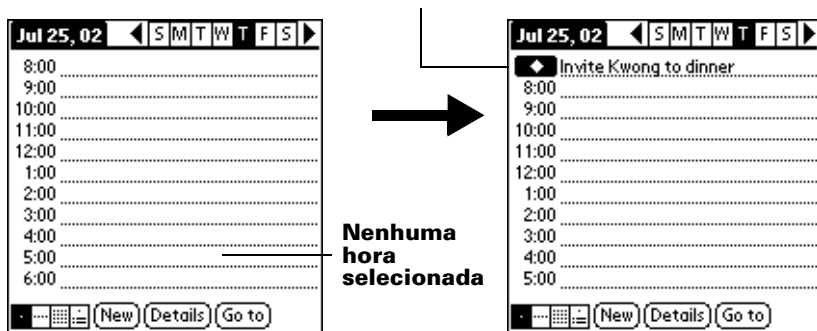 Jul 25, 02 S M T W T F S
8:00
9:00
10:00
11:00
12:00
1:00
2:00
3:00
4:00
5:00
6:00
New Details Go to
Nenhuma
hora
selecionada
Jul 25, 02 S M T W T F S
Invite Kwong to dinner
8:00
9:00
10:00
11:00
12:00
1:00
2:00
3:00
4:00
5:00
New Details Go to